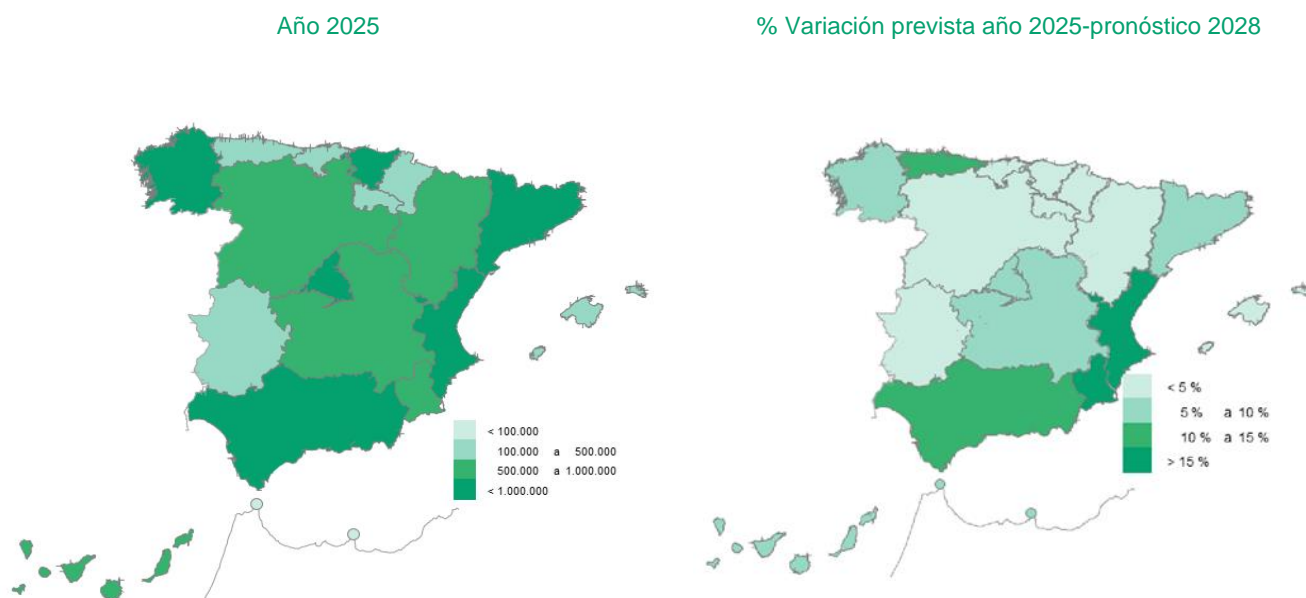 Año 2025
% Variación prevista año 2025-pronóstico 2028
< 100.000
100.000 a 500.000
500.000 a 1.000.000
< 1.000.000
< 5 %
5 % a 10 %
10 % a 15 %
> 15 %